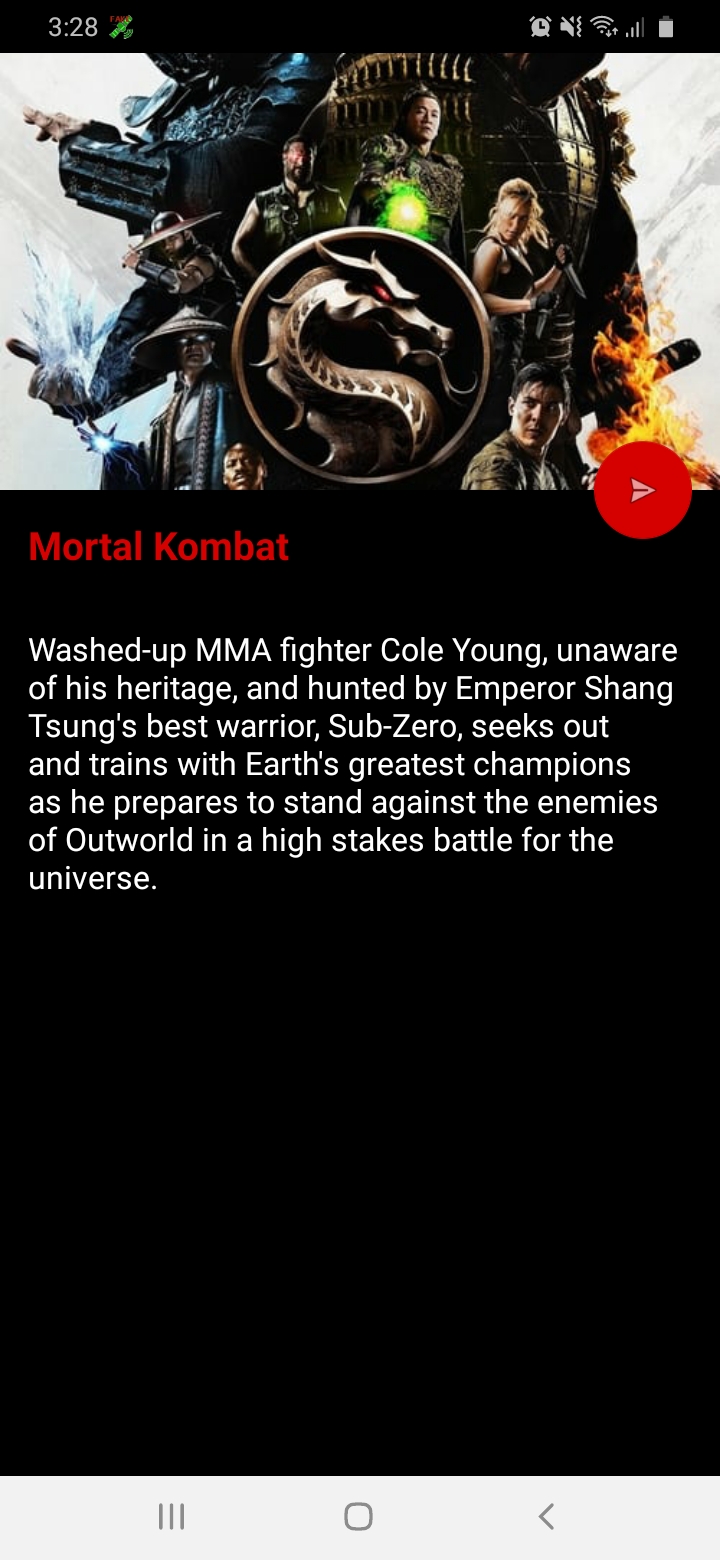 3:28
FAKE
Mortal Kombat
Washed-up MMA fighter Cole Young, unaware
of his heritage, and hunted by Emperor Shang
Tsung's best warrior, Sub-Zero, seeks out
and trains with Earth's greatest champions
as he prepares to stand against the enemies
of Outworld in a high stakes battle for the
universe.